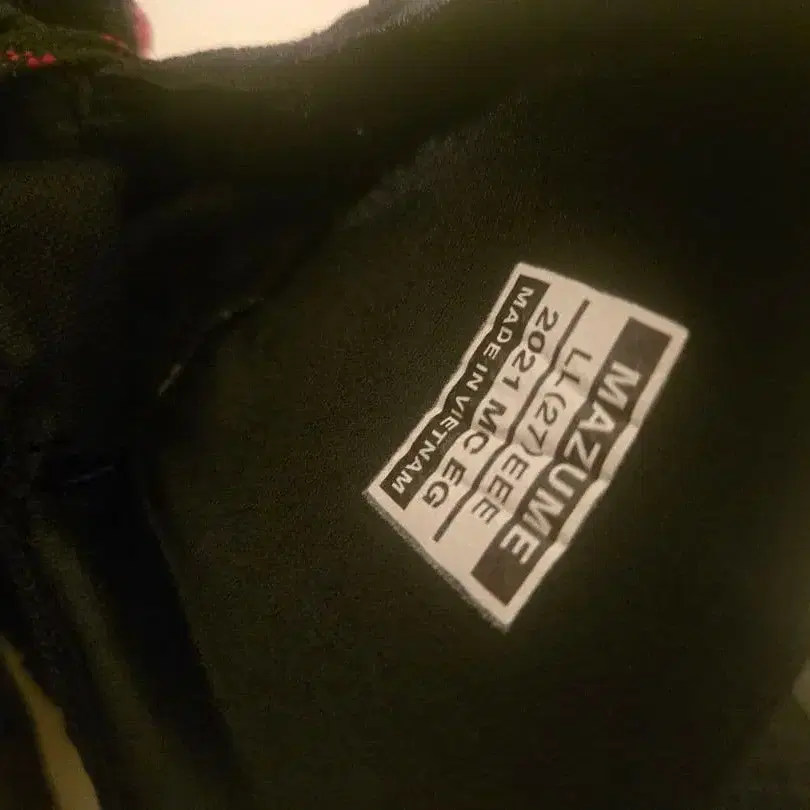 MAZUME
LL (27) EEE
2021 MC EG
MADE IN VIETNAM